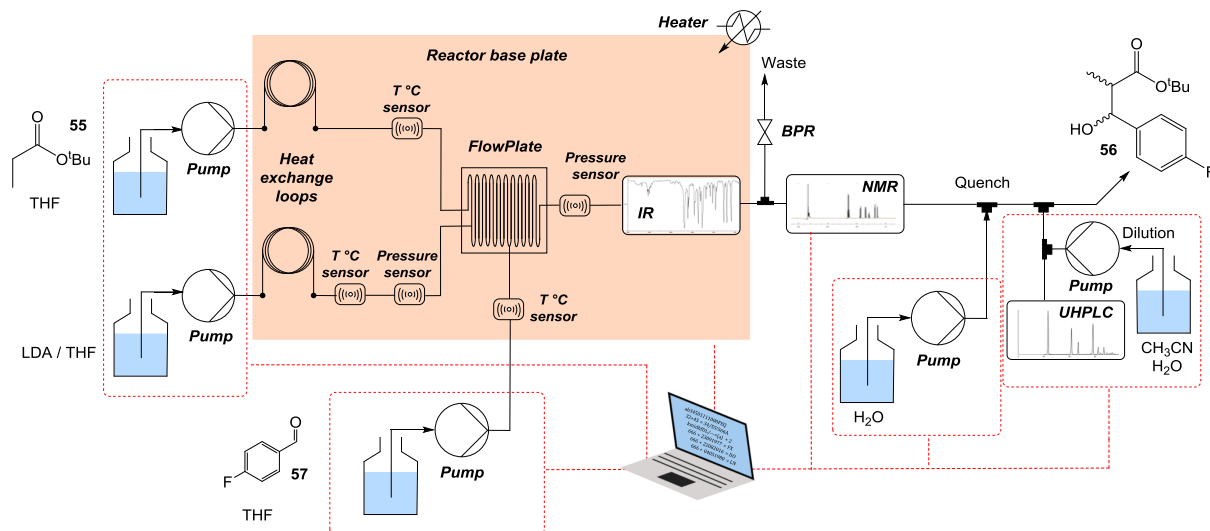 Heater
Reactor base plate
Waste
BPR
O
O
O
ᵗBu
55
THF
Pump
Heat
exchange
loops
T °C
sensor
FlowPlate
Pressure
sensor
IR
NMR
Quench
O
OᵗBu
HO
56
F
LDA / THF
Pump
T °C
sensor
Pressure
sensor
T °C
sensor
H₂O
Pump
Dilution
Pump
UHPLC
CH₃CN
H₂O
O
F
57
THF
Pump